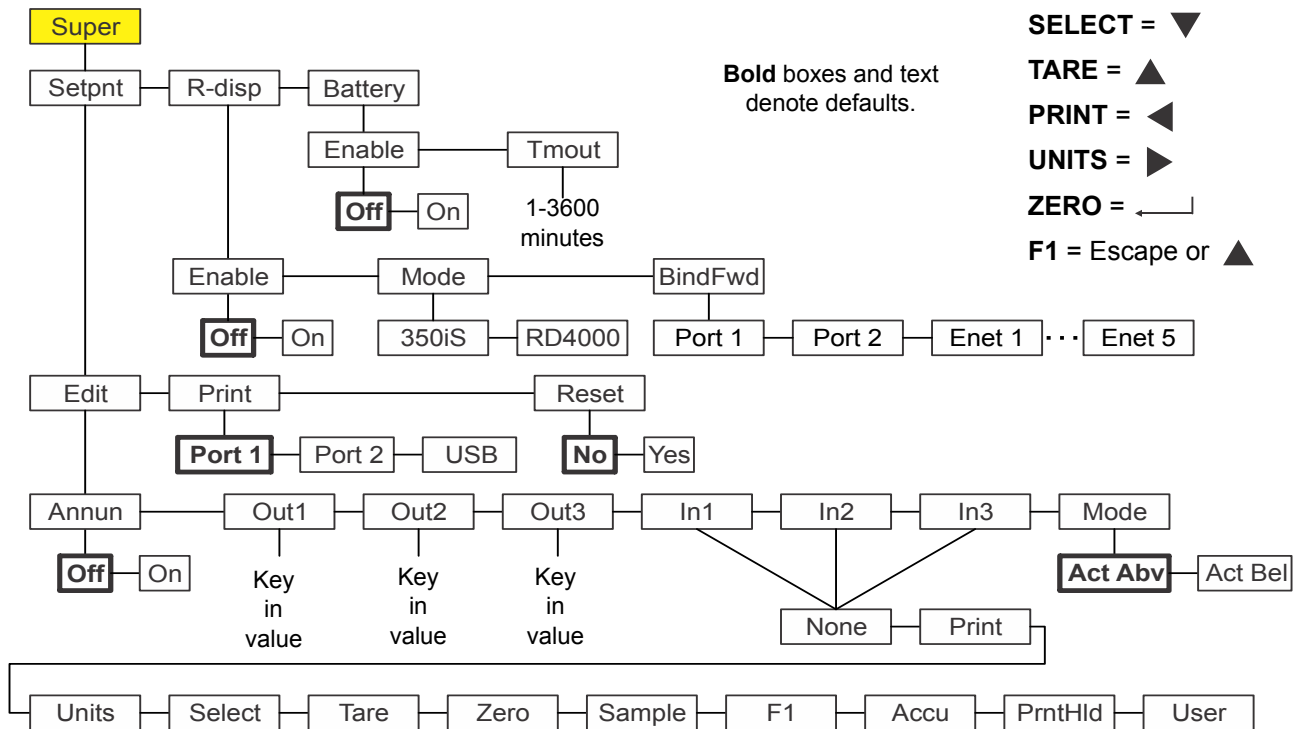 Super
SELECT = ▼
Setpnt R-disp Battery
Bold boxes and text
denote defaults.
TARE = ▲
PRINT = ◀
UNITS = ▶
ZERO = ↵
F1 = Escape or ▲
Enable Tmout
Off On
1-3600
minutes
Enable Mode BindFwd
Off On 350iS RD4000 Port 1 Port 2 Enet 1 ··· Enet 5
Edit Print Reset
Port 1 Port 2 USB No Yes
Annun Out1 Out2 Out3 In1 In2 In3 Mode
Off On
Key
in
value
Key
in
value
Key
in
value
Act Abv Act Bel
None Print
Units Select Tare Zero Sample F1 Accu PrntHld User